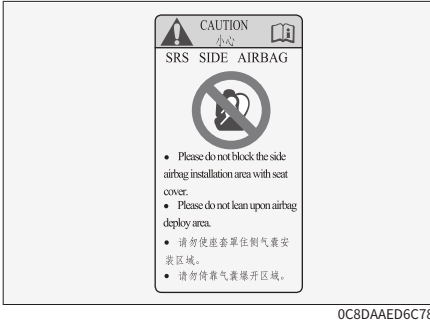 CAUTION
小心
SRS SIDE AIRBAG
• Please do not block the side
airbag installation area with seat
cover.
• Please do not lean upon airbag
deploy area.
• 请勿使座套罩住侧气囊安
装区域。
• 请勿倚靠气囊爆开区域。
0C8DAAED6C78